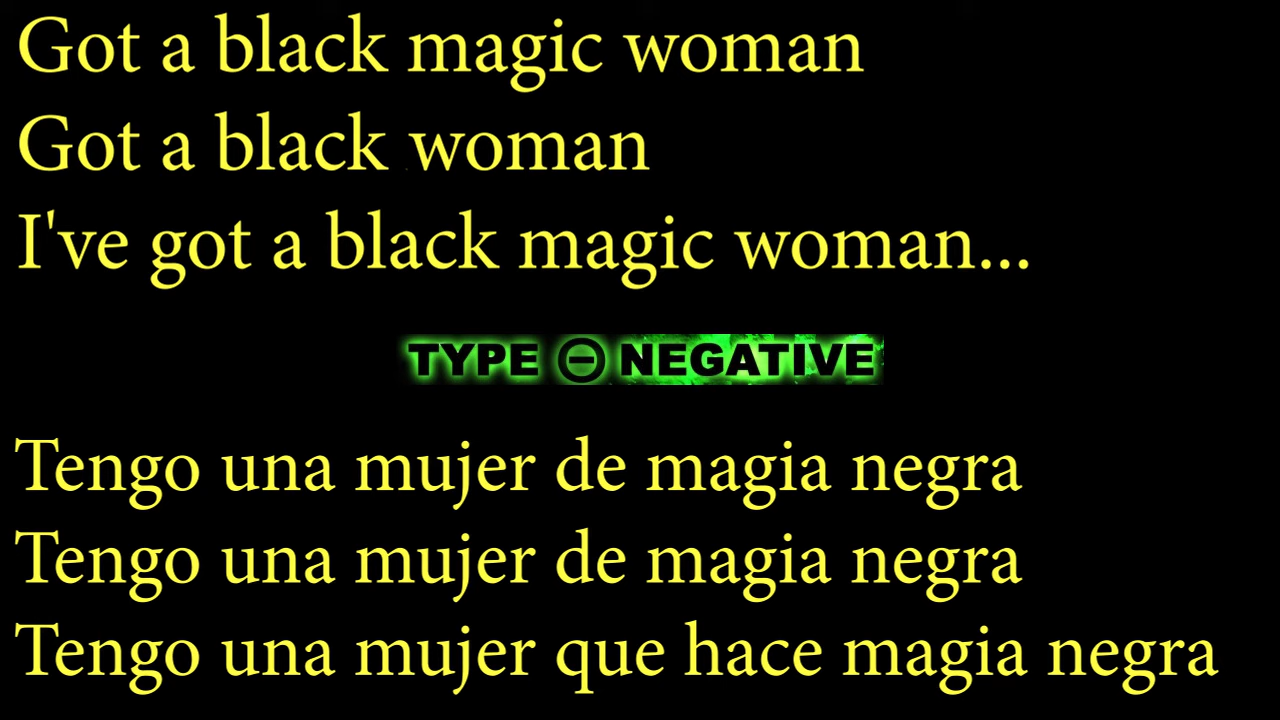 Got a black magic woman
Got a black woman
I've got a black magic woman...
TYPE O NEGATIVE
Tengo una mujer de magia negra
Tengo una mujer de magia negra
Tengo una mujer que hace magia negra